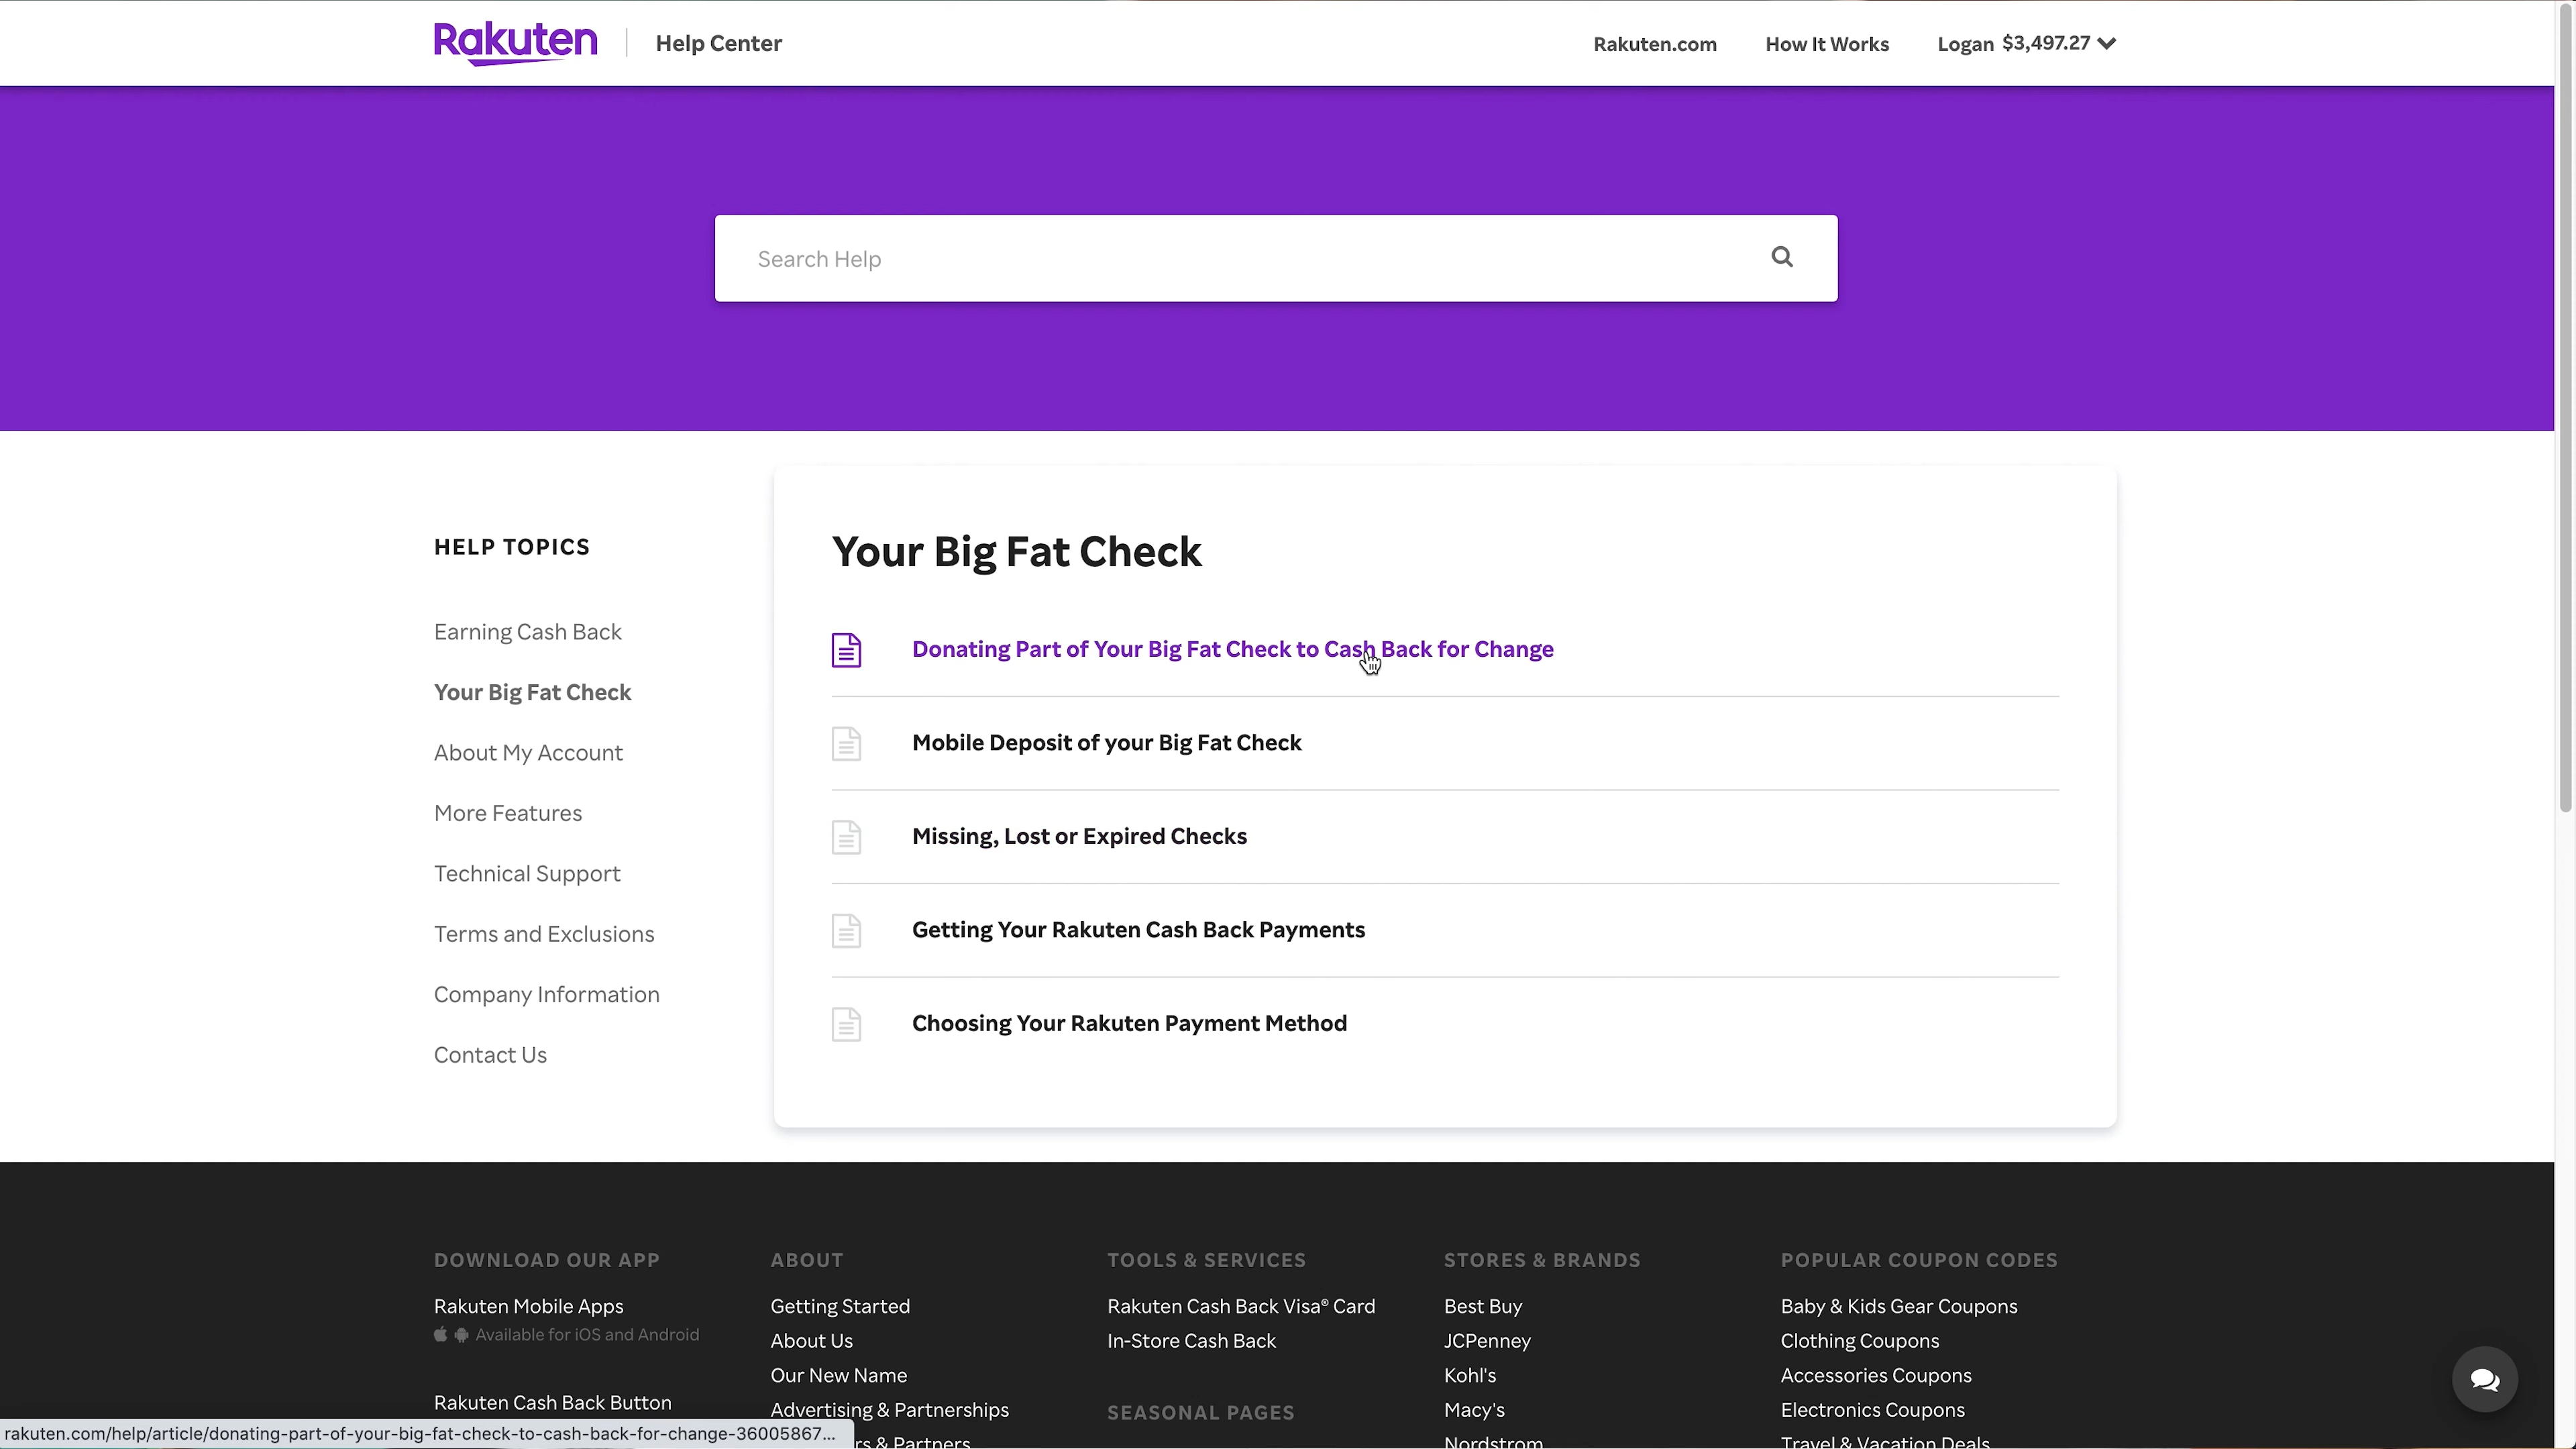 Rakuten
Help Center
Rakuten.com
How It Works
Logan $3,497.27
Search Help
HELP TOPICS
Earning Cash Back
Your Big Fat Check
About My Account
More Features
Technical Support
Terms and Exclusions
Company Information
Contact Us
Your Big Fat Check
Donating Part of Your Big Fat Check to Cash Back for Change
Mobile Deposit of your Big Fat Check
Missing, Lost or Expired Checks
Getting Your Rakuten Cash Back Payments
Choosing Your Rakuten Payment Method
DOWNLOAD OUR APP
Rakuten Mobile Apps
Available for iOS and Android
Rakuten Cash Back Button
ABOUT
Getting Started
About Us
Our New Name
Advertising & Partnerships
rs & Partners
TOOLS & SERVICES
Rakuten Cash Back Visa® Card
In-Store Cash Back
SEASONAL PAGES
STORES & BRANDS
Best Buy
JCPenney
Kohl's
Macy's
Nordstrom
POPULAR COUPON CODES
Baby & Kids Gear Coupons
Clothing Coupons
Accessories Coupons
Electronics Coupons
Travel & Vacation Deals
rakuten.com/help/article/donating-part-of-your-big-fat-check-to-cash-back-for-change-36005867...